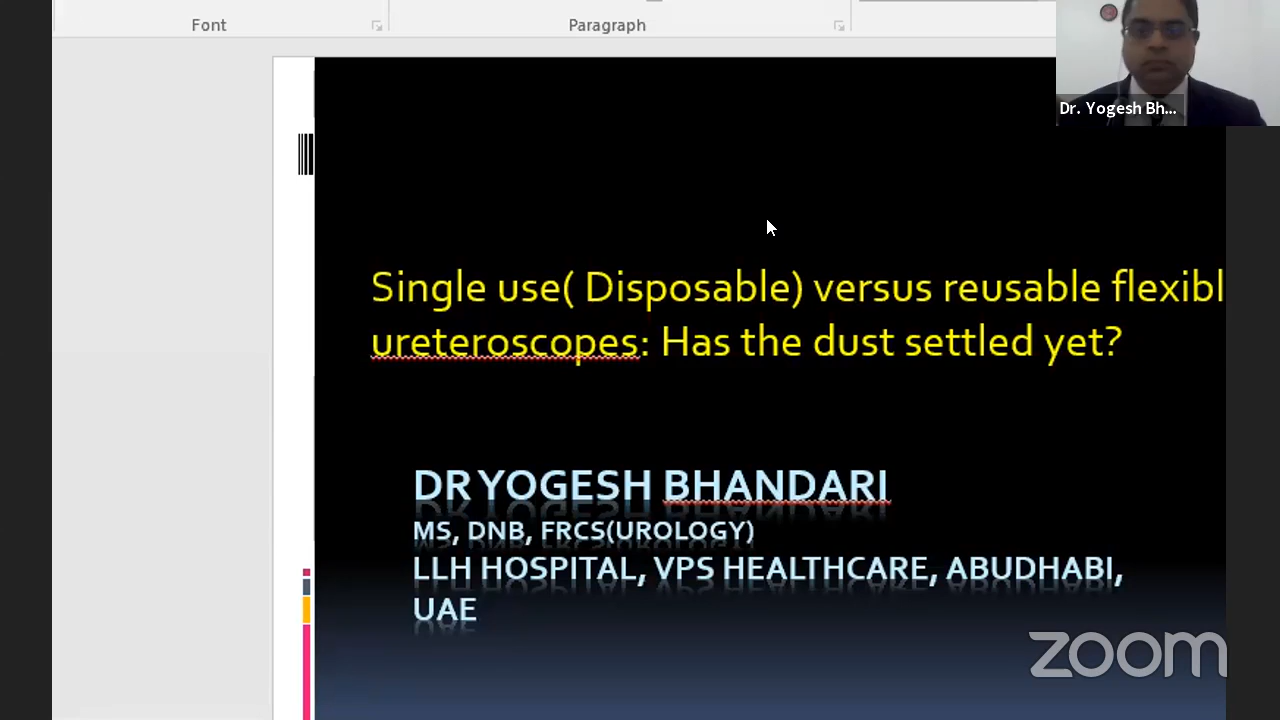 Font
Paragraph
Dr. Yogesh Bh...
Single use( Disposable) versus reusable flexibl
ureteroscopes: Has the dust settled yet?
DR YOGESH BHANDARI
MS, DNB, FRCS(UROLOGY)
LLH HOSPITAL, VPS HEALTHCARE, ABUDHABI,
UAE
zoom